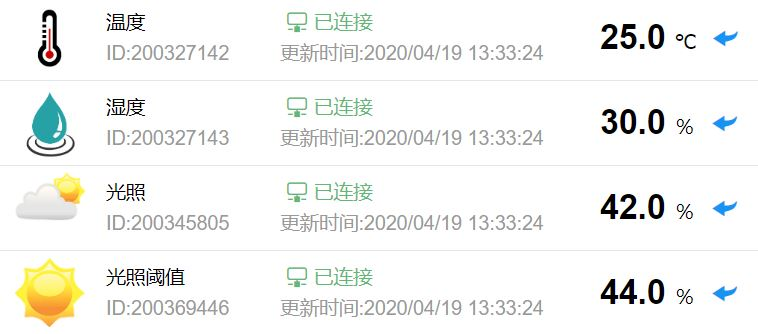 温度 已连接 25.0 ℃
ID:200327142 更新时间:2020/04/19 13:33:24
湿度 已连接 30.0 %
ID:200327143 更新时间:2020/04/19 13:33:24
光照 已连接 42.0 %
ID:200345805 更新时间:2020/04/19 13:33:24
光照阈值 已连接 44.0 %
ID:200369446 更新时间:2020/04/19 13:33:24